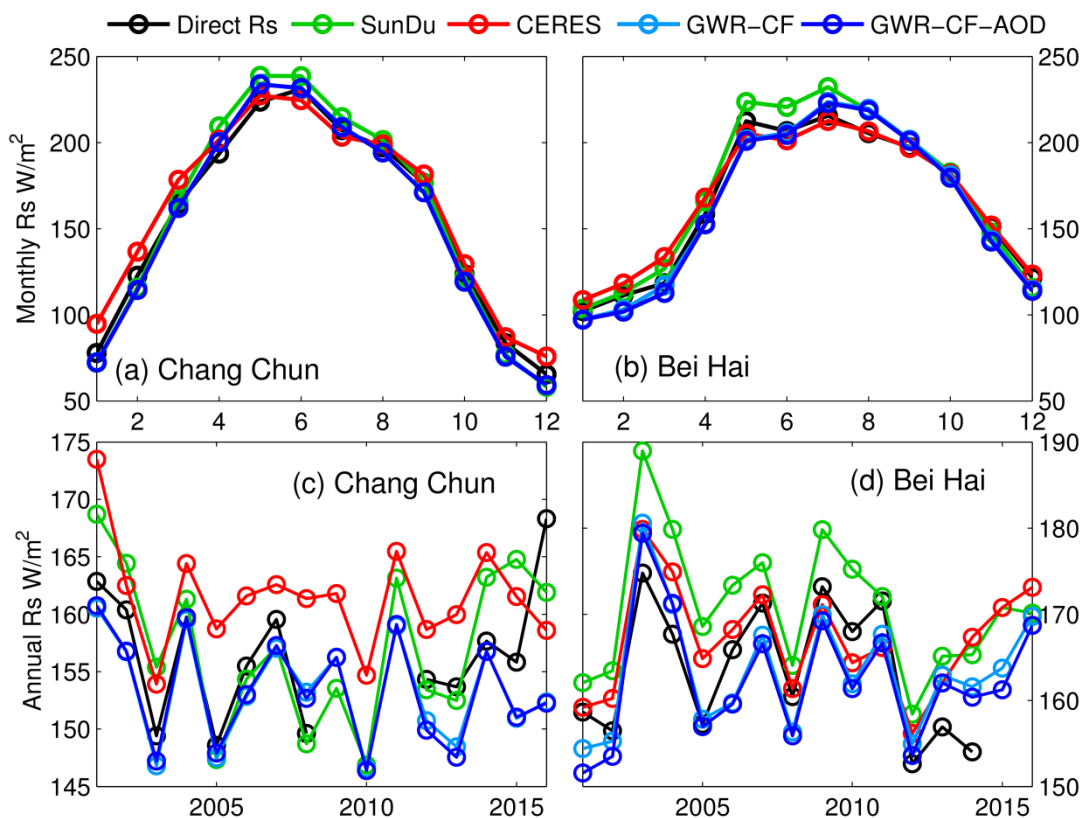 Direct Rs SunDu CERES GWR-CF GWR-CF-AOD
250 250
200 200
150 150
100 100
50 50
Monthly Rs W/m²
(a) Chang Chun (b) Bei Hai
2 4 6 8 10 12 2 4 6 8 10 12
175 190
170
165 180
160
155 170
150 160
145 150
Annual Rs W/m²
(c) Chang Chun (d) Bei Hai
2005 2010 2015 2005 2010 2015